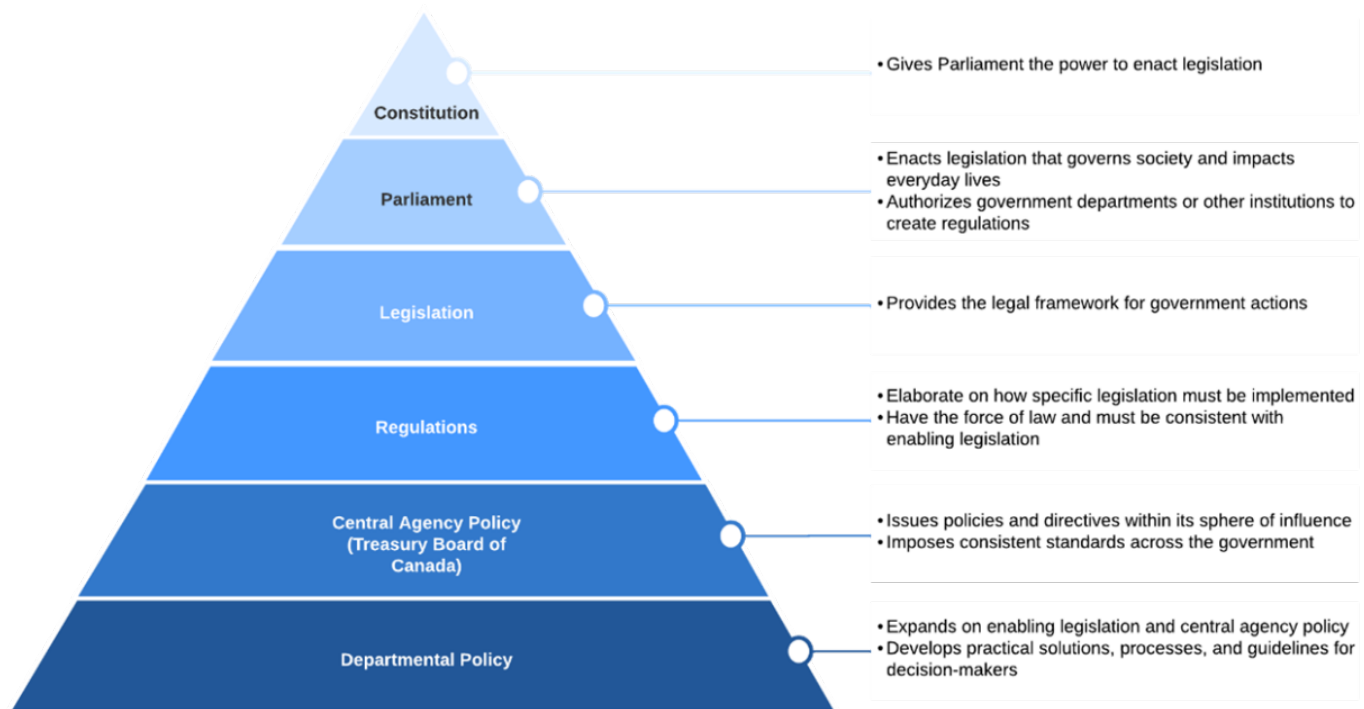 Constitution
• Gives Parliament the power to enact legislation
Parliament
• Enacts legislation that governs society and impacts
everyday lives
• Authorizes government departments or other institutions to
create regulations
Legislation
• Provides the legal framework for government actions
Regulations
• Elaborate on how specific legislation must be implemented
• Have the force of law and must be consistent with
enabling legislation
Central Agency Policy
(Treasury Board of
Canada)
• Issues policies and directives within its sphere of influence
• Imposes consistent standards across the government
Departmental Policy
• Expands on enabling legislation and central agency policy
• Develops practical solutions, processes, and guidelines for
decision-makers